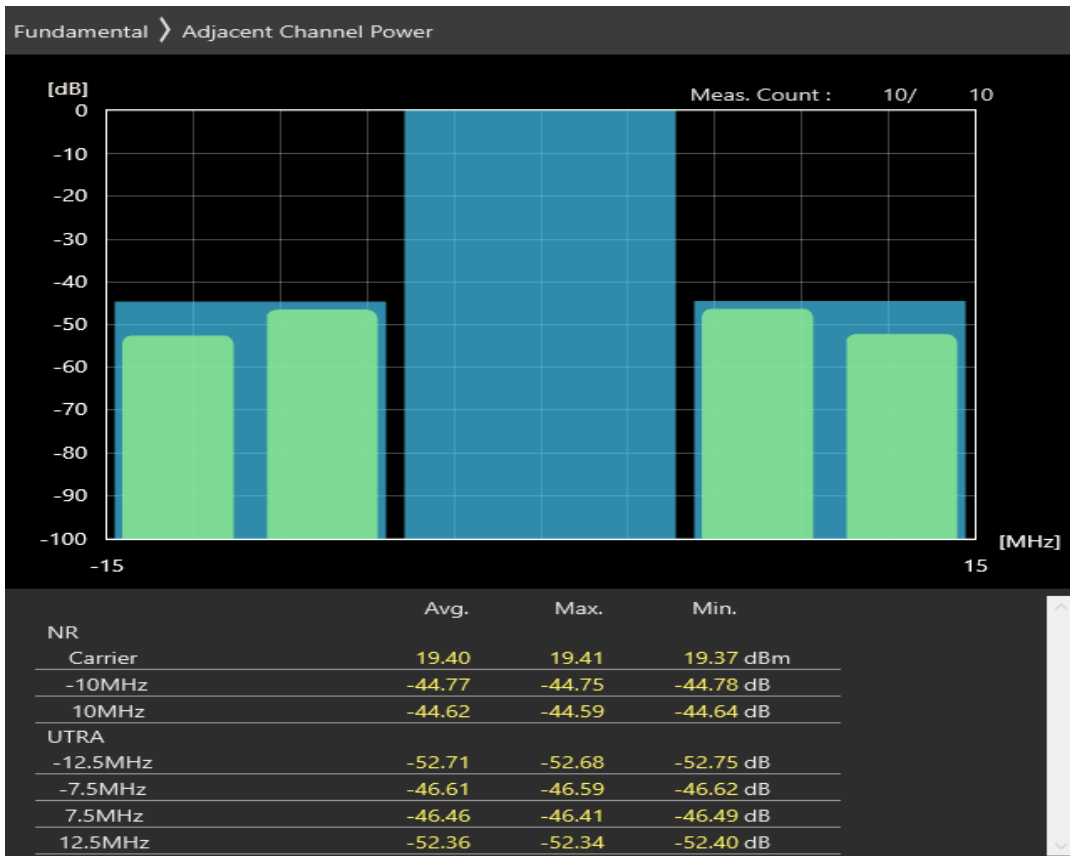 Fundamental 〉 Adjacent Channel Power
[dB]
Meas. Count : 10/ 10
0
-10
-20
-30
-40
-50
-60
-70
-80
-90
-100
[MHz]
-15 15
Avg. Max. Min.
NR
Carrier 19.40 19.41 19.37 dBm
-10MHz -44.77 -44.75 -44.78 dB
10MHz -44.62 -44.59 -44.64 dB
UTRA
-12.5MHz -52.71 -52.68 -52.75 dB
-7.5MHz -46.61 -46.59 -46.62 dB
7.5MHz -46.46 -46.41 -46.49 dB
12.5MHz -52.36 -52.34 -52.40 dB